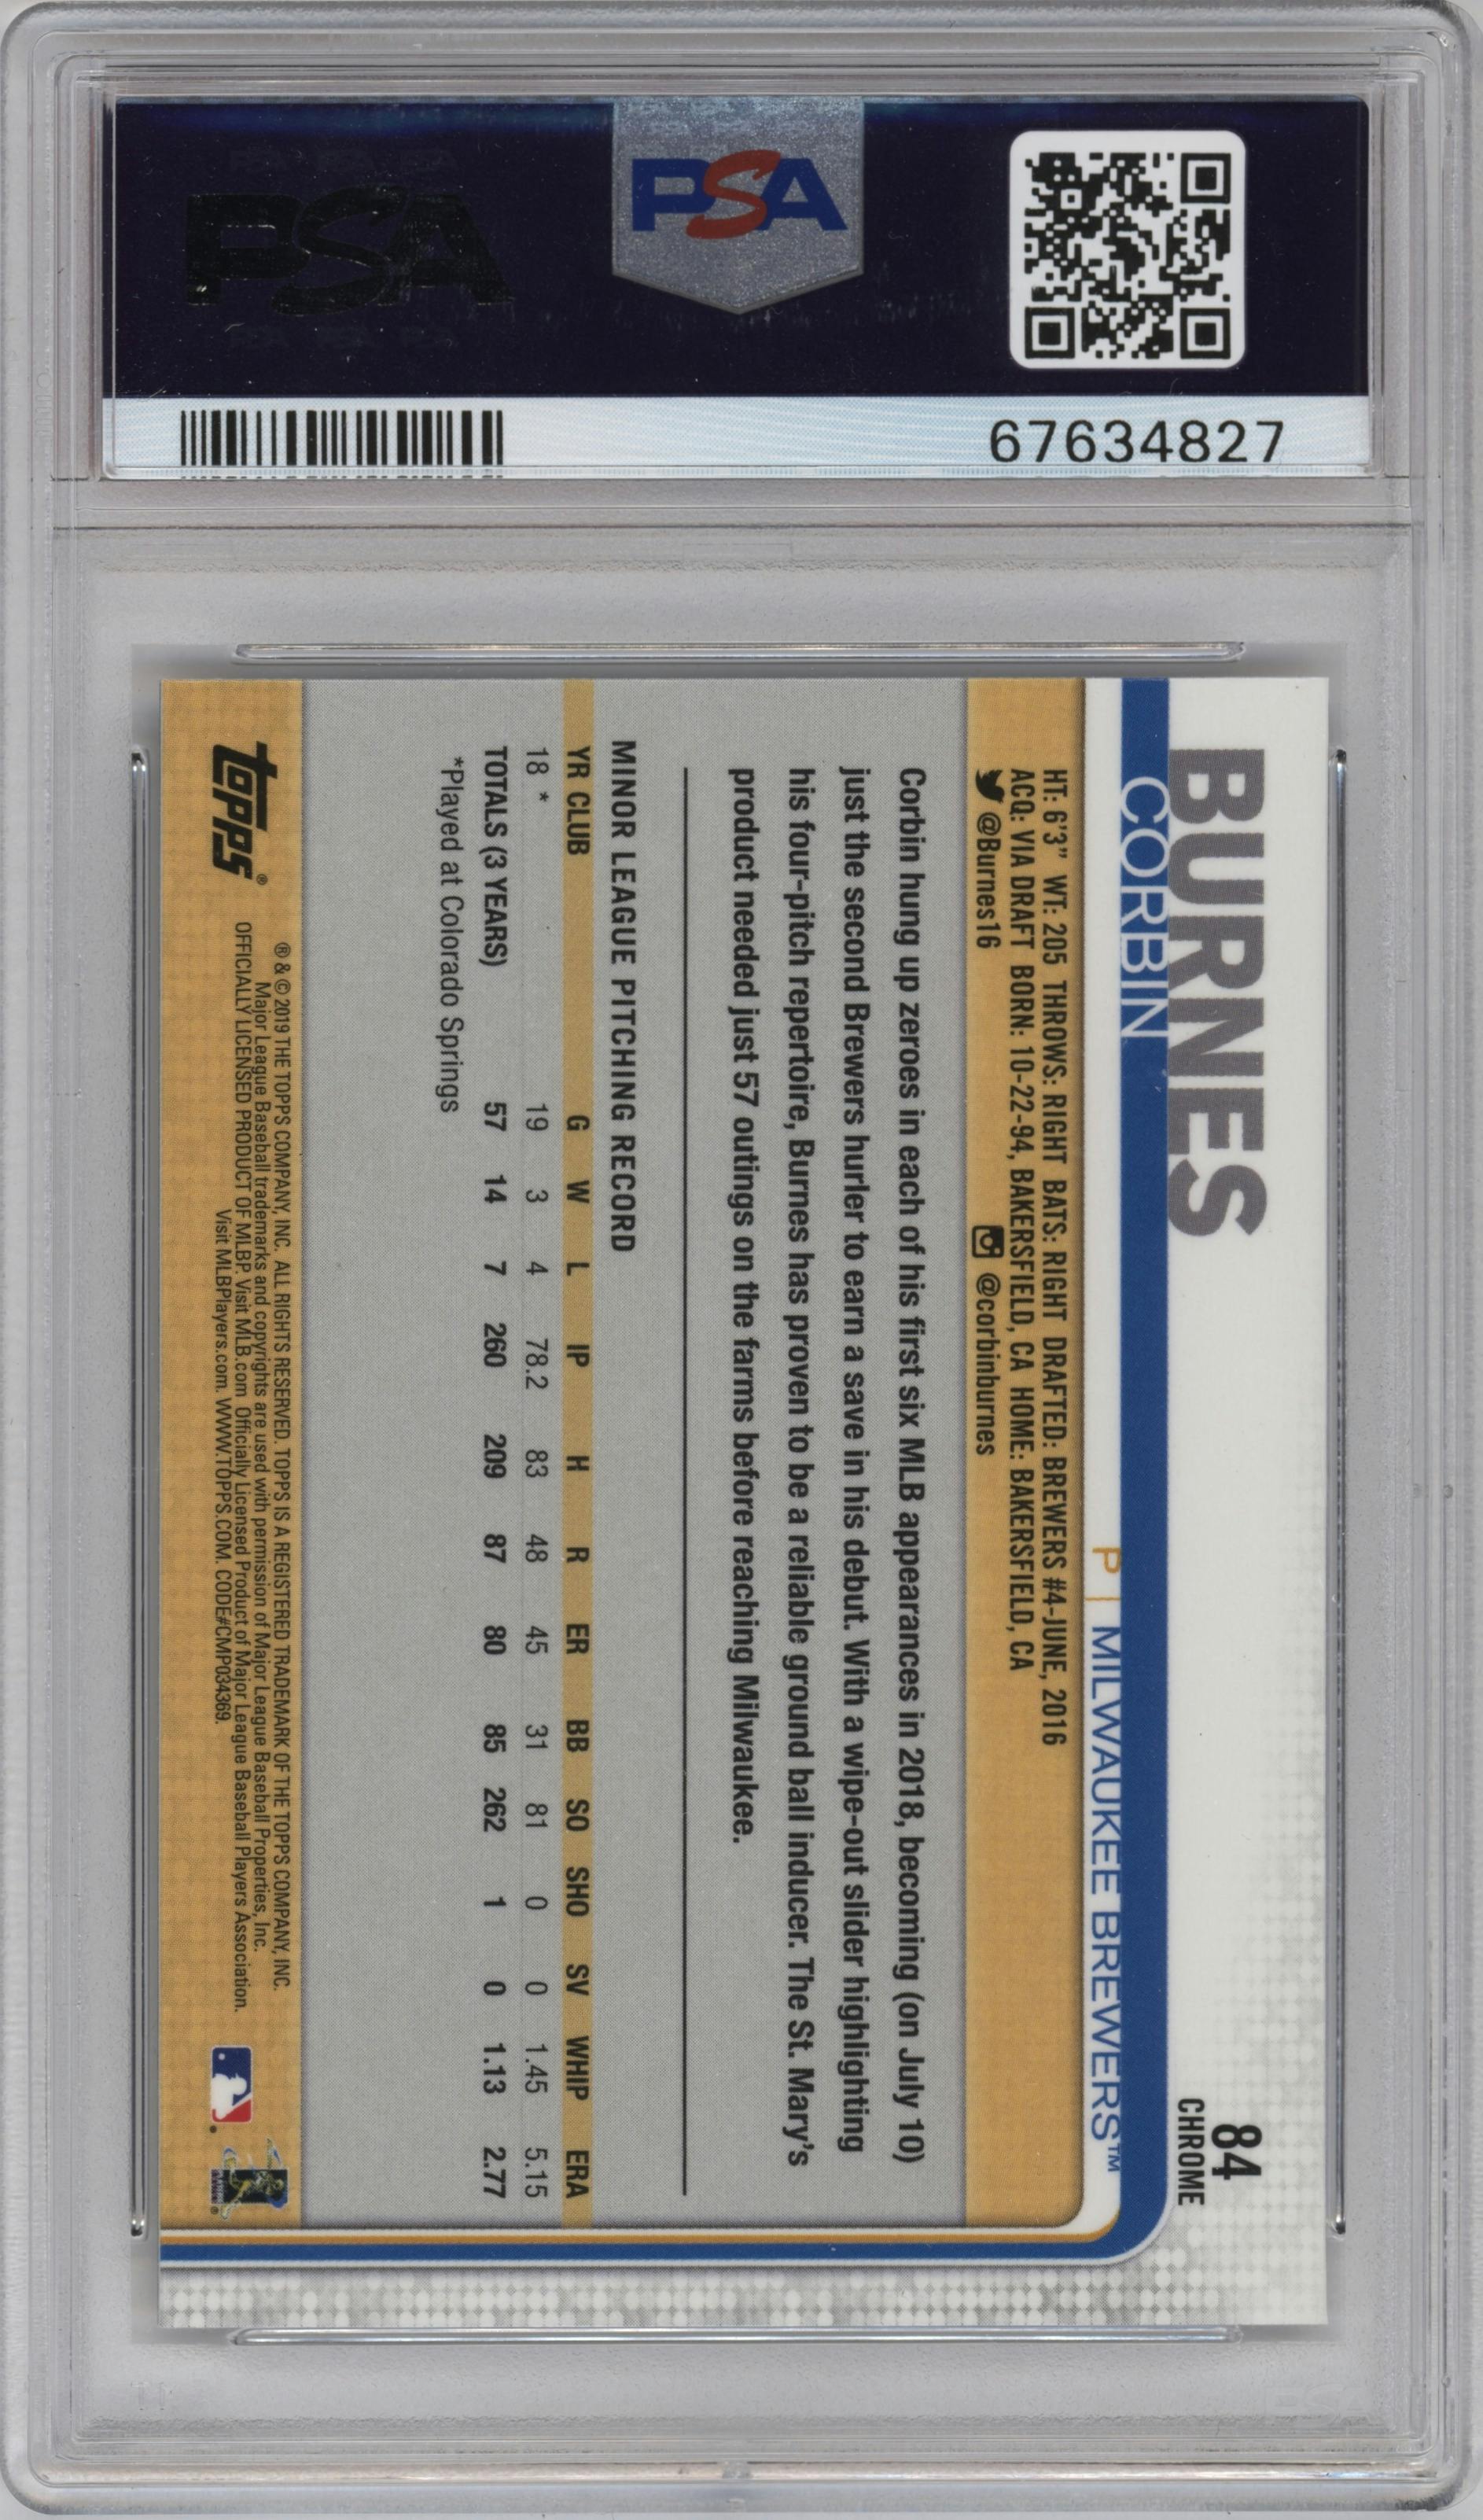 PSA
PSA
67634827
84
CHROME
BURNES
CORBIN
P | MILWAUKEE BREWERS™
HT: 6'3" WT: 205 THROWS: RIGHT BATS: RIGHT DRAFTED: BREWERS #4-JUNE, 2016
ACQ: VIA DRAFT BORN: 10-22-94, BAKERSFIELD, CA HOME: BAKERSFIELD, CA
@Burnes16 @corbinburnes
Corbin hung up zeroes in each of his first six MLB appearances in 2018, becoming (on July 10)
just the second Brewers hurler to earn a save in his debut. With a wipe-out slider highlighting
his four-pitch repertoire, Burnes has proven to be a reliable ground ball inducer. The St. Mary's
product needed just 57 outings on the farms before reaching Milwaukee.
MINOR LEAGUE PITCHING RECORD
YR CLUB G W L IP H R ER BB SO SHO SV WHIP ERA
18 * 19 3 4 78.2 83 48 45 31 81 0 0 1.45 5.15
TOTALS (3 YEARS) 57 14 7 260 209 87 80 85 262 1 0 1.13 2.77
*Played at Colorado Springs
topps®
® & © 2019 THE TOPPS COMPANY, INC. ALL RIGHTS RESERVED. TOPPS IS A REGISTERED TRADEMARK OF THE TOPPS COMPANY, INC.
Major League Baseball trademarks and copyrights are used with permission of Major League Baseball Properties, Inc.
OFFICIALLY LICENSED PRODUCT OF MLBP. Visit MLB.com Officially Licensed Product of Major League Baseball Players Association.
Visit MLBPlayers.com. WWW.TOPPS.COM. CODE#CMP034369.